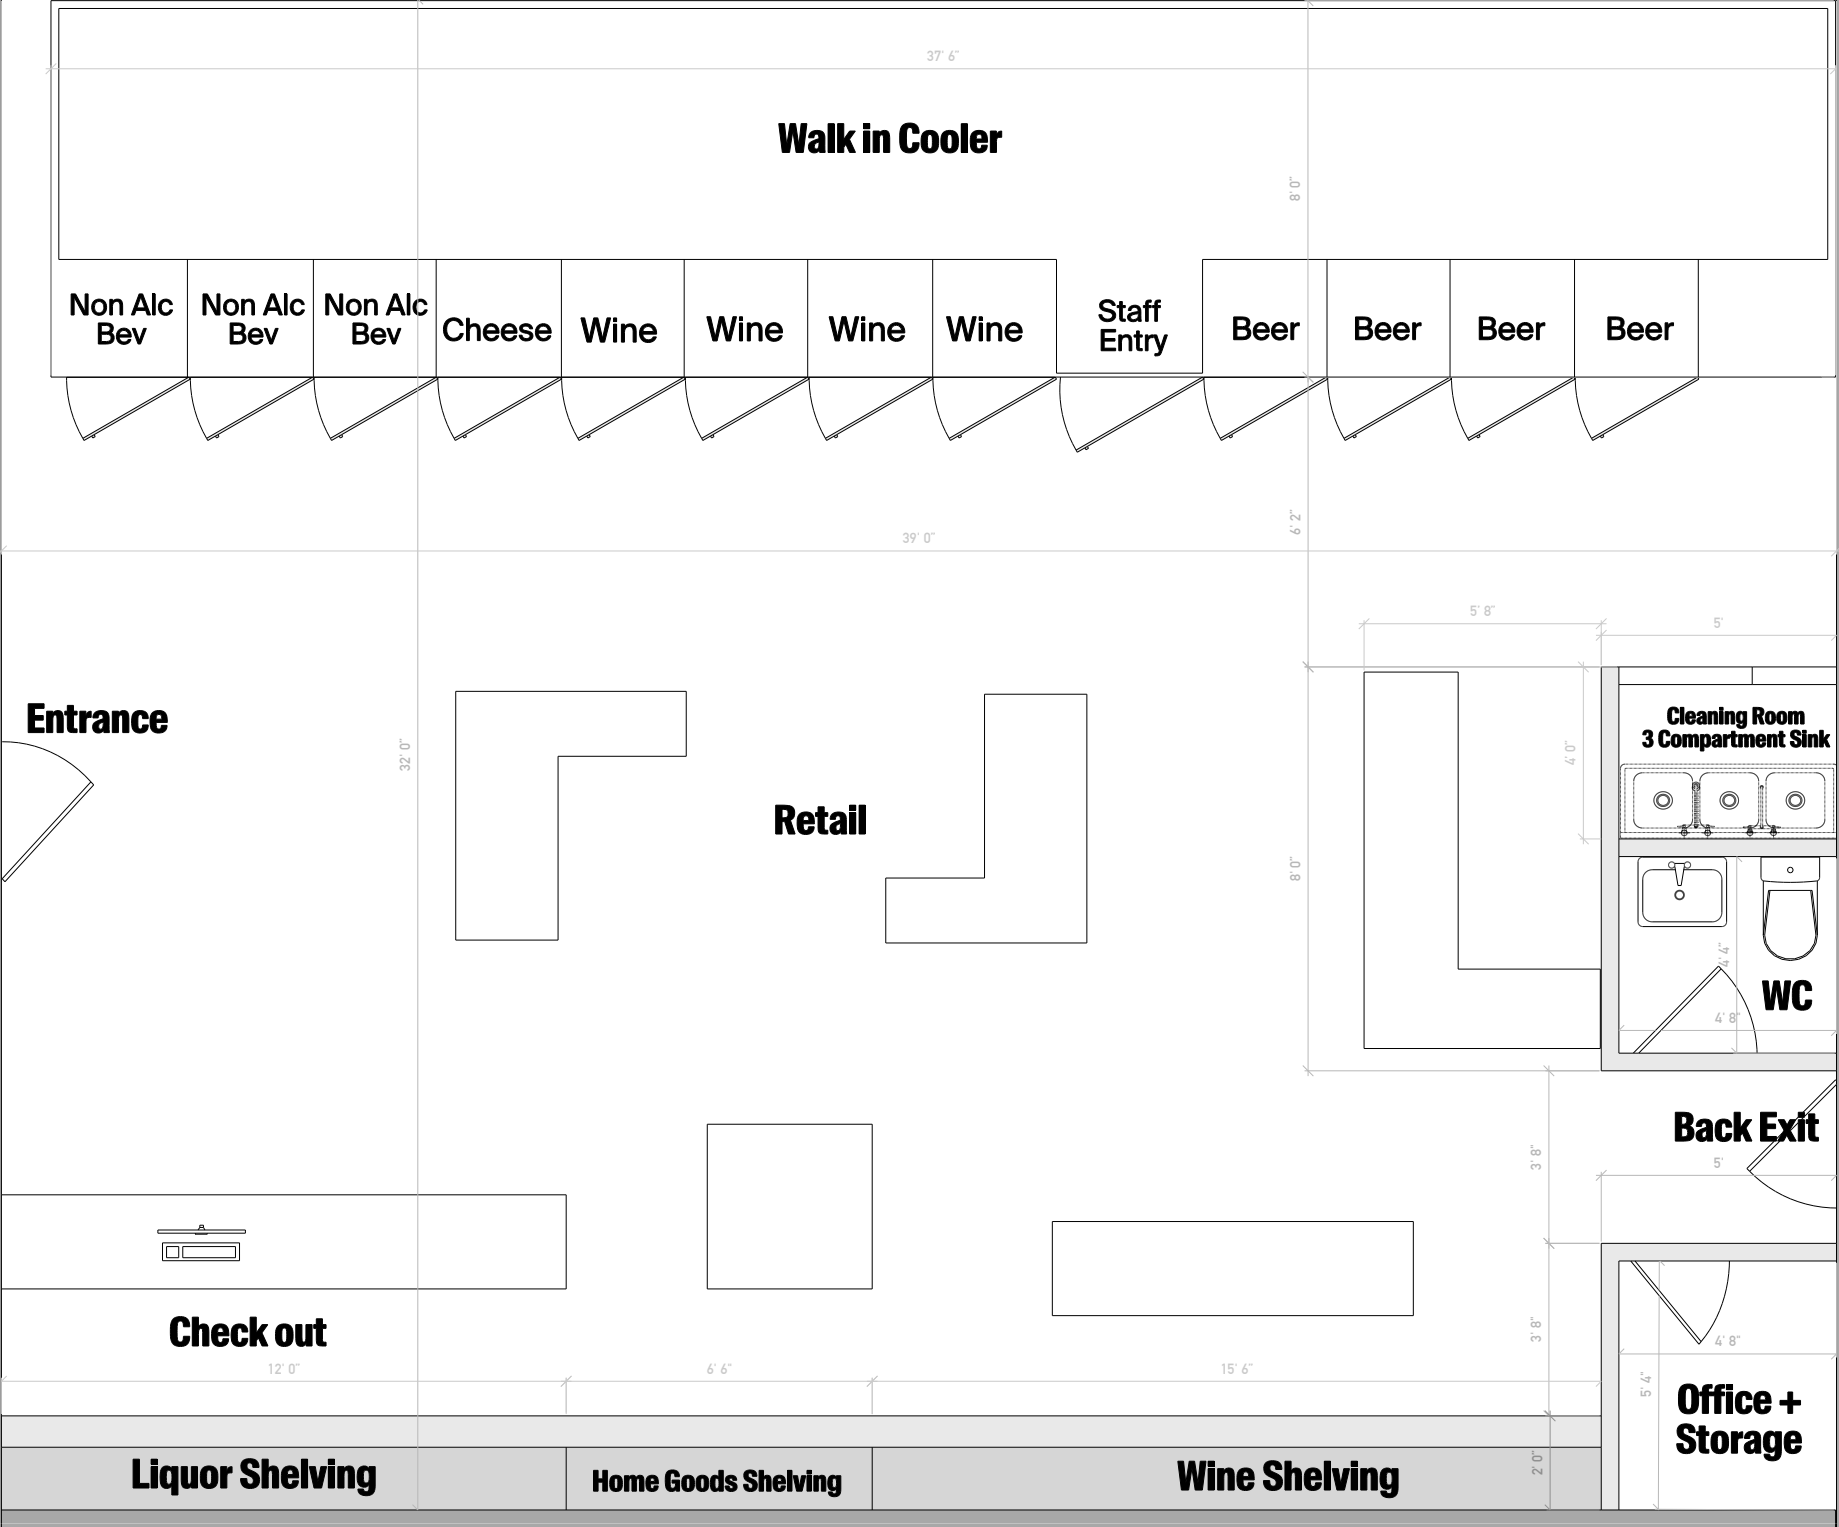 37' 6"
Walk in Cooler
8' 0"
Non Alc
Bev
Non Alc
Bev
Non Alc
Bev
Cheese
Wine
Wine
Wine
Wine
Staff
Entry
Beer
Beer
Beer
Beer
6' 2"
39' 0"
5' 8"
5'
Entrance
32' 0"
Retail
8' 0"
4' 0"
Cleaning Room
3 Compartment Sink
4' 4"
WC
4' 8"
Back Exit
5'
3' 8"
Check out
3' 8"
4' 8"
12' 0"
6' 6"
15' 6"
5' 4"
Office +
Storage
Liquor Shelving
Home Goods Shelving
Wine Shelving
2' 0"